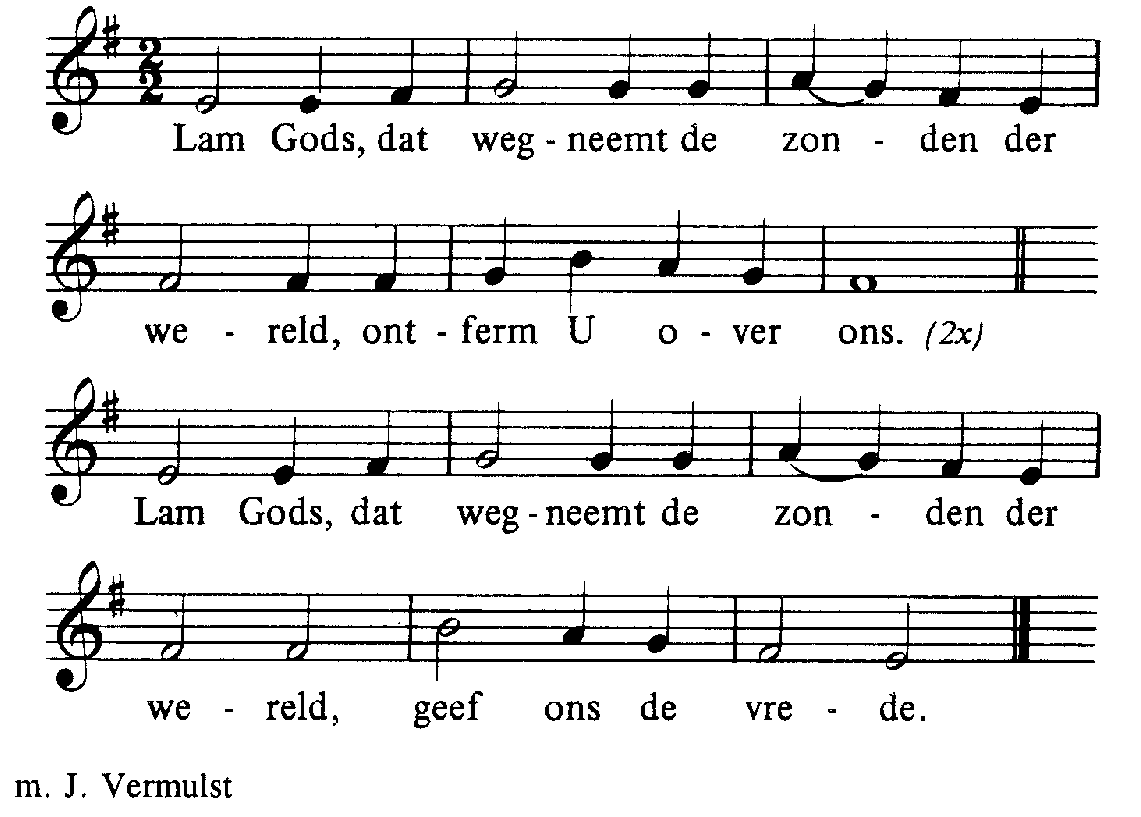 Lam Gods, dat weg - neemt de zon - den der
we - reld, ont - ferm U o - ver ons. (2x)
Lam Gods, dat weg - neemt de zon - den der
we - reld, geef ons de vre - de.
m. J. Vermulst